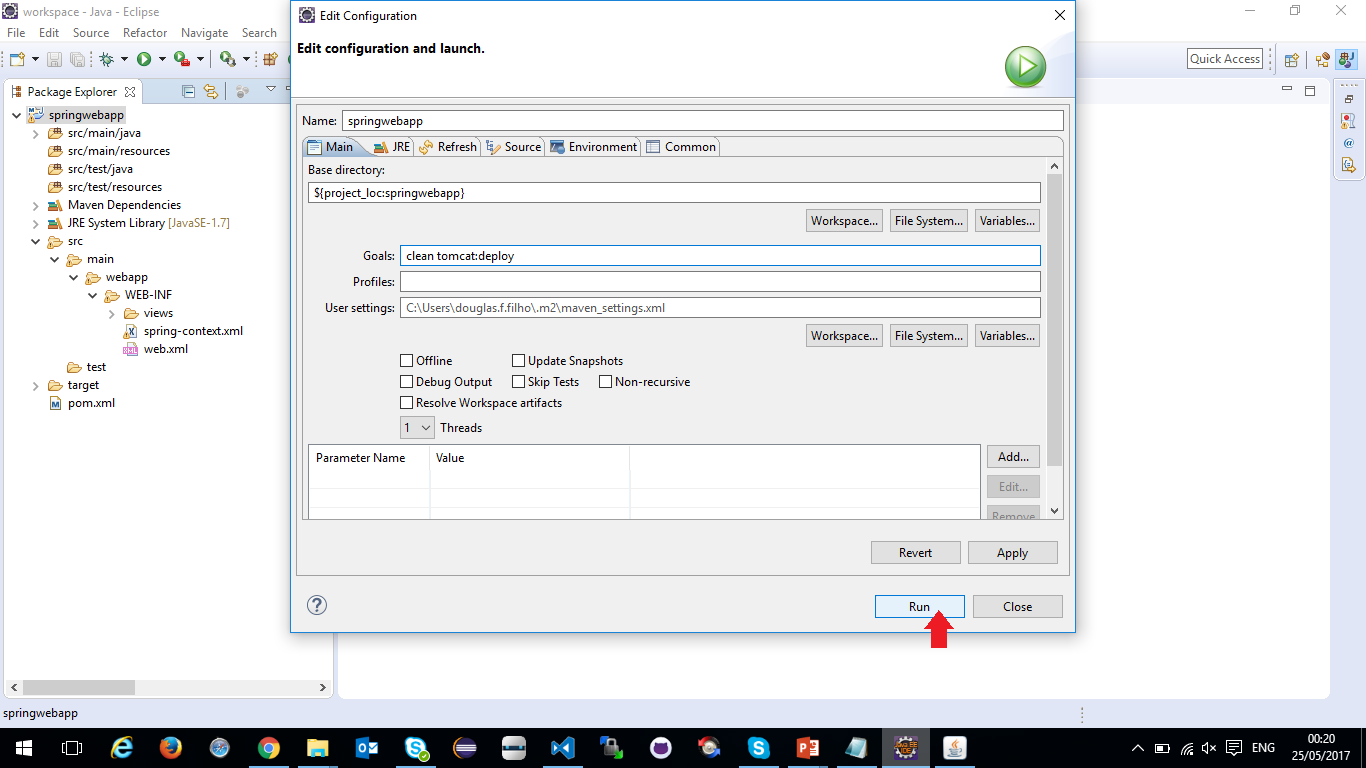 workspace - Java - Eclipse
File Edit Source Refactor Navigate Search
Quick Access
Package Explorer
springwebapp
src/main/java
src/main/resources
src/test/java
src/test/resources
Maven Dependencies
JRE System Library [JavaSE-1.7]
src
main
webapp
WEB-INF
views
spring-context.xml
web.xml
test
target
pom.xml
Edit Configuration
Edit configuration and launch.
Name: springwebapp
Main JRE Refresh Source Environment Common
Base directory:
${project_loc:springwebapp}
Workspace... File System... Variables...
Goals: clean tomcat:deploy
Profiles:
User settings: C:\Users\douglas.f.filho\.m2\maven_settings.xml
Workspace... File System... Variables...
Offline Update Snapshots
Debug Output Skip Tests Non-recursive
Resolve Workspace artifacts
1 Threads
Parameter Name Value
Add...
Edit...
Remove
Revert Apply
Run Close
springwebapp
ENG
00:20
25/05/2017